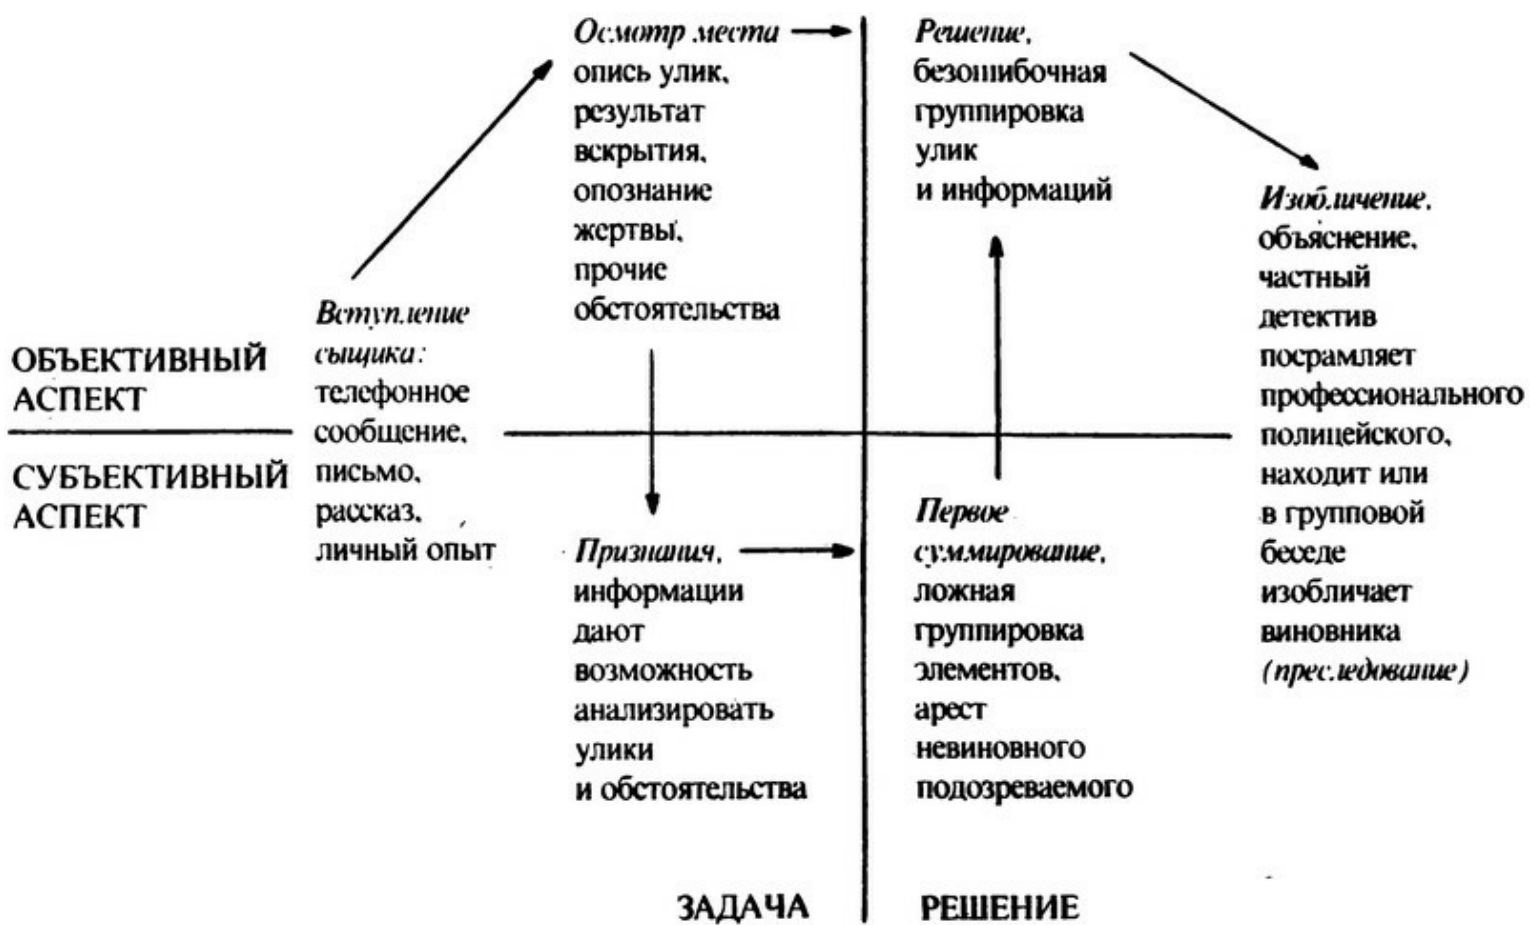 ОБЪЕКТИВНЫЙ
АСПЕКТ
СУБЪЕКТИВНЫЙ
АСПЕКТ
Вступление
сыщика:
телефонное
сообщение,
письмо,
рассказ,
личный опыт
Осмотр места
опись улик,
результат
вскрытия,
опознание
жертвы,
прочие
обстоятельства
Признания,
информации
дают
возможность
анализировать
улики
и обстоятельства
Решение,
безошибочная
группировка
улик
и информаций
Первое
суммирование,
ложная
группировка
элементов,
арест
невиновного
подозреваемого
Изобличение,
объяснение,
частный
детектив
посрамляет
профессионального
полицейского,
находит или
в групповой
беседе
изобличает
виновника
(преследование)
ЗАДАЧА
РЕШЕНИЕ